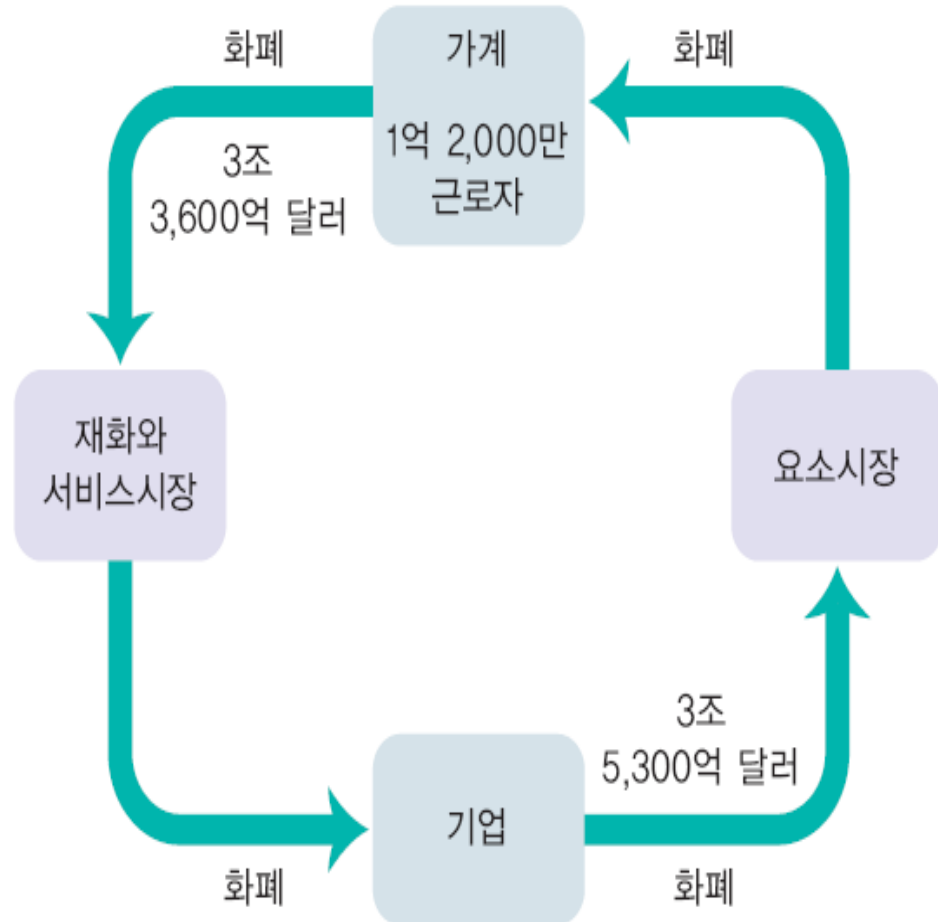 화폐
가계
화폐
1억 2,000만
근로자
3조
3,600억 달러
재화와
서비스시장
요소시장
3조
5,300억 달러
기업
화폐
화폐